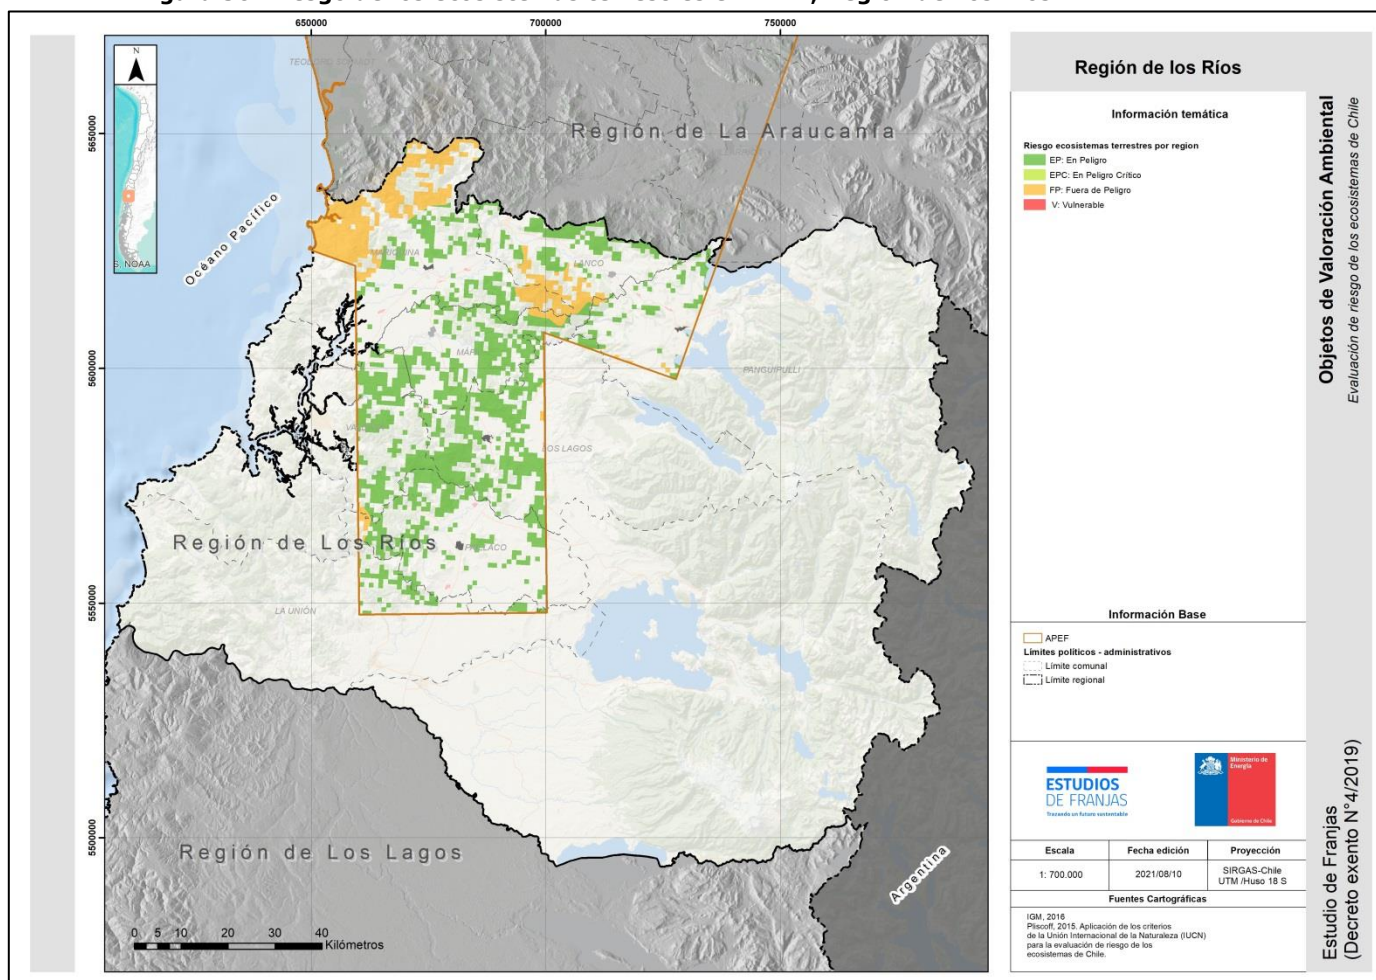 650000
700000
750000
N
S, NOAA
Océano Pacífico
Región de La Araucanía
5650000
MARIQUINA
LANCO
5600000
PANGUIPULLI
LOS LAGOS
Región de Los Ríos
PAILLACO
5550000
LA UNIÓN
5500000
Región de Los Lagos
Argentina
0 5 10 20 30 40
Kilómetros
Región de los Ríos
Información temática
Riesgo ecosistemas terrestres por region
EP: En Peligro
EPC: En Peligro Crítico
FP: Fuera de Peligro
V: Vulnerable
Información Base
APEF
Límites políticos - administrativos
Límite comunal
Límite regional
ESTUDIOS
DE FRANJAS
Trazando un futuro sustentable
Ministerio de
Energía
Gobierno de Chile
Escala
Fecha edición
Proyección
1: 700.000
2021/08/10
SIRGAS-Chile
UTM /Huso 18 S
Fuentes Cartográficas
IGM, 2016
Pliscoff, 2015. Aplicación de los criterios
de la Unión Internacional de la Naturaleza (IUCN)
para la evaluación de riesgo de los
ecosistemas de Chile.
Objetos de Valoración Ambiental
Evaluación de riesgo de los ecosistemas de Chile
Estudio de Franjas
(Decreto exento N°4/2019)